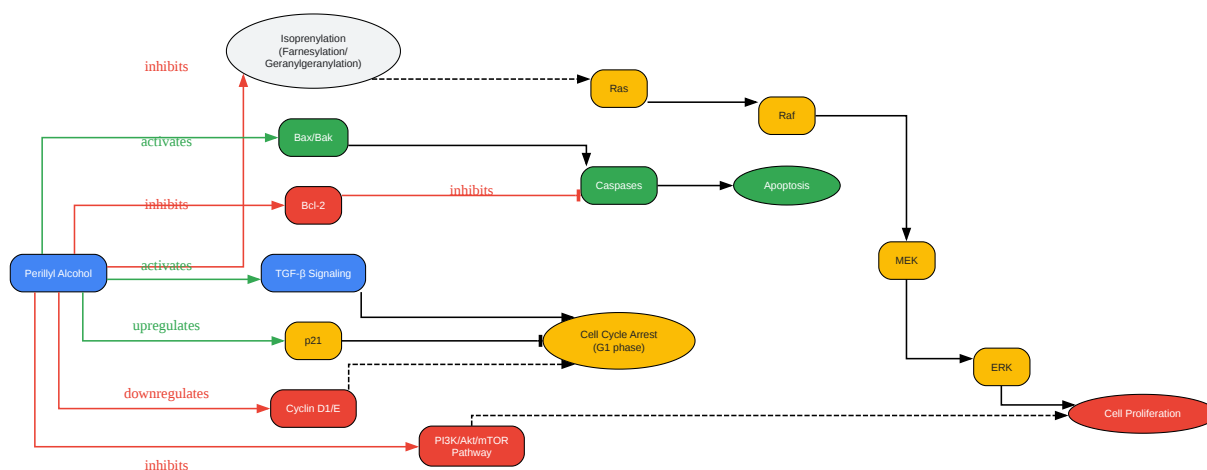 Isoprenylation
(Farnesylation/
Geranylgeranylation)
inhibits
Ras
Raf
activates
Bax/Bak
Caspases
Apoptosis
inhibits
Bcl-2
inhibits
MEK
Perillyl Alcohol
activates
TGF-β Signaling
upregulates
p21
Cell Cycle Arrest
(G1 phase)
ERK
downregulates
Cyclin D1/E
Cell Proliferation
PI3K/Akt/mTOR
Pathway
inhibits